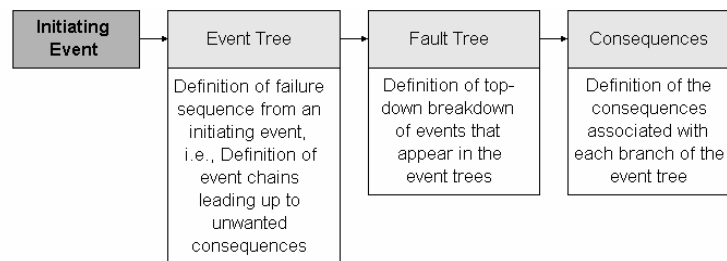 Initiating
Event
Event Tree
Definition of failure
sequence from an
initiating event,
i.e., Definition of
event chains
leading up to
unwanted
consequences
Fault Tree
Definition of top-
down breakdown
of events that
appear in the
event trees
Consequences
Definition of the
consequences
associated with
each branch of the
event tree